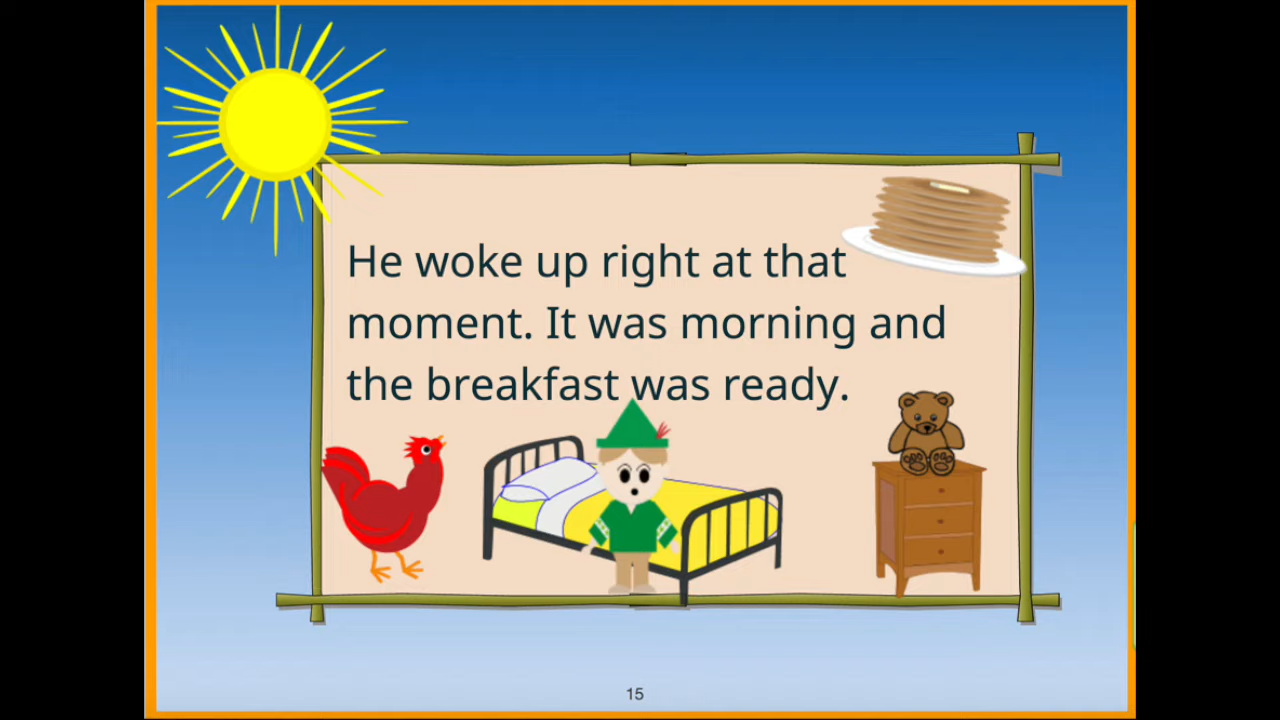 He woke up right at that
moment. It was morning and
the breakfast was ready.
15